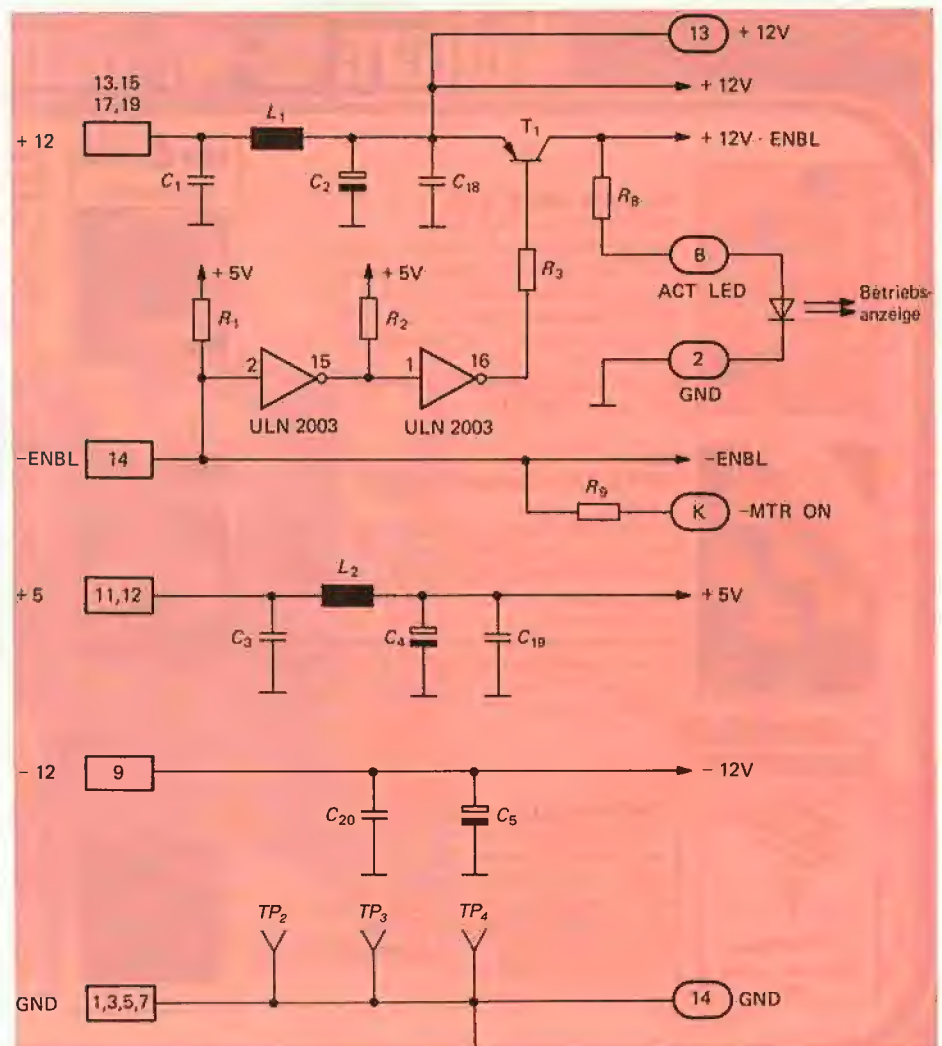 13 + 12V
13.15
17,19
+ 12V
+ 12
L1
T1
+ 12V · ENBL
C1
C2
C18
R8
R3
+ 5V
+ 5V
8
ACT LED
Betriebs-
anzeige
R1
R2
2
15
1
16
2
GND
ULN 2003
ULN 2003
−ENBL
14
−ENBL
R9
K
−MTR ON
+ 5
11,12
L2
+ 5V
C3
C4
C19
− 12
9
− 12V
C20
C5
TP2
TP3
TP4
GND
1,3,5,7
14
GND